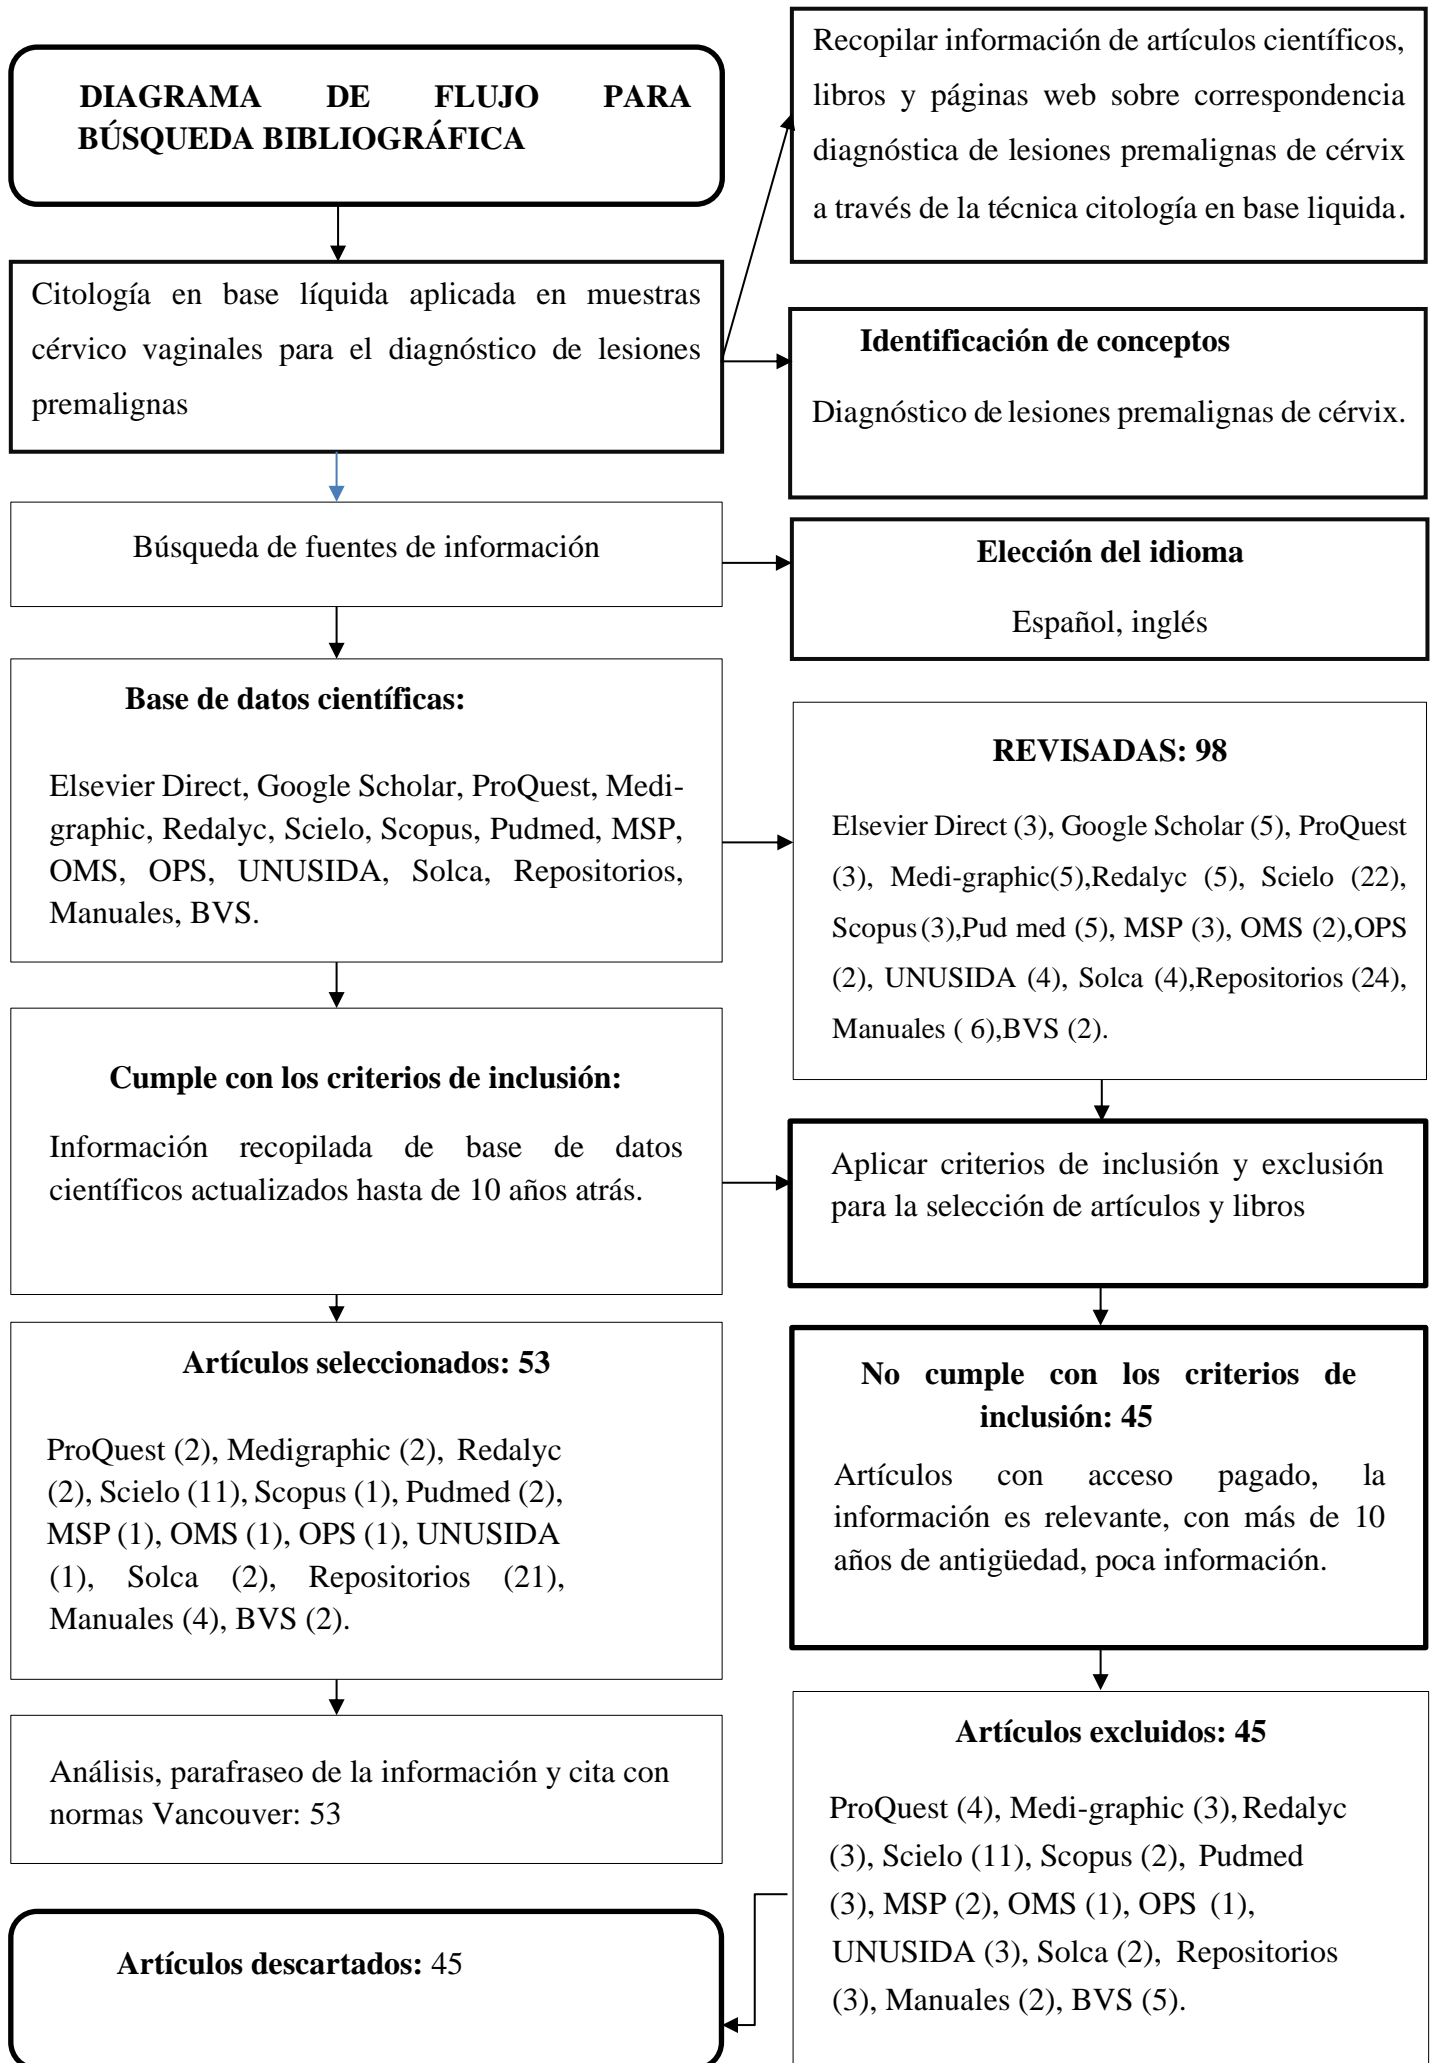 DIAGRAMA DE FLUJO PARA
BÚSQUEDA BIBLIOGRÁFICA
Recopilar información de artículos científicos,
libros y páginas web sobre correspondencia
diagnóstica de lesiones premalignas de cérvix
a través de la técnica citología en base liquida.
Citología en base líquida aplicada en muestras
cérvico vaginales para el diagnóstico de lesiones
premalignas
Identificación de conceptos
Diagnóstico de lesiones premalignas de cérvix.
Búsqueda de fuentes de información
Elección del idioma
Español, inglés
Base de datos científicas:
Elsevier Direct, Google Scholar, ProQuest, Medi-
graphic, Redalyc, Scielo, Scopus, Pudmed, MSP,
OMS, OPS, UNUSIDA, Solca, Repositorios,
Manuales, BVS.
REVISADAS: 98
Elsevier Direct (3), Google Scholar (5), ProQuest
(3), Medi-graphic(5),Redalyc (5), Scielo (22),
Scopus (3),Pud med (5), MSP (3), OMS (2),OPS
(2), UNUSIDA (4), Solca (4),Repositorios (24),
Manuales ( 6),BVS (2).
Cumple con los criterios de inclusión:
Información recopilada de base de datos
científicos actualizados hasta de 10 años atrás.
Aplicar criterios de inclusión y exclusión
para la selección de artículos y libros
Artículos seleccionados: 53
ProQuest (2), Medigraphic (2), Redalyc
(2), Scielo (11), Scopus (1), Pudmed (2),
MSP (1), OMS (1), OPS (1), UNUSIDA
(1), Solca (2), Repositorios (21),
Manuales (4), BVS (2).
No cumple con los criterios de
inclusión: 45
Artículos con acceso pagado, la
información es relevante, con más de 10
años de antigüedad, poca información.
Análisis, parafraseo de la información y cita con
normas Vancouver: 53
Artículos excluidos: 45
ProQuest (4), Medi-graphic (3), Redalyc
(3), Scielo (11), Scopus (2), Pudmed
(3), MSP (2), OMS (1), OPS (1),
UNUSIDA (3), Solca (2), Repositorios
(3), Manuales (2), BVS (5).
Artículos descartados: 45